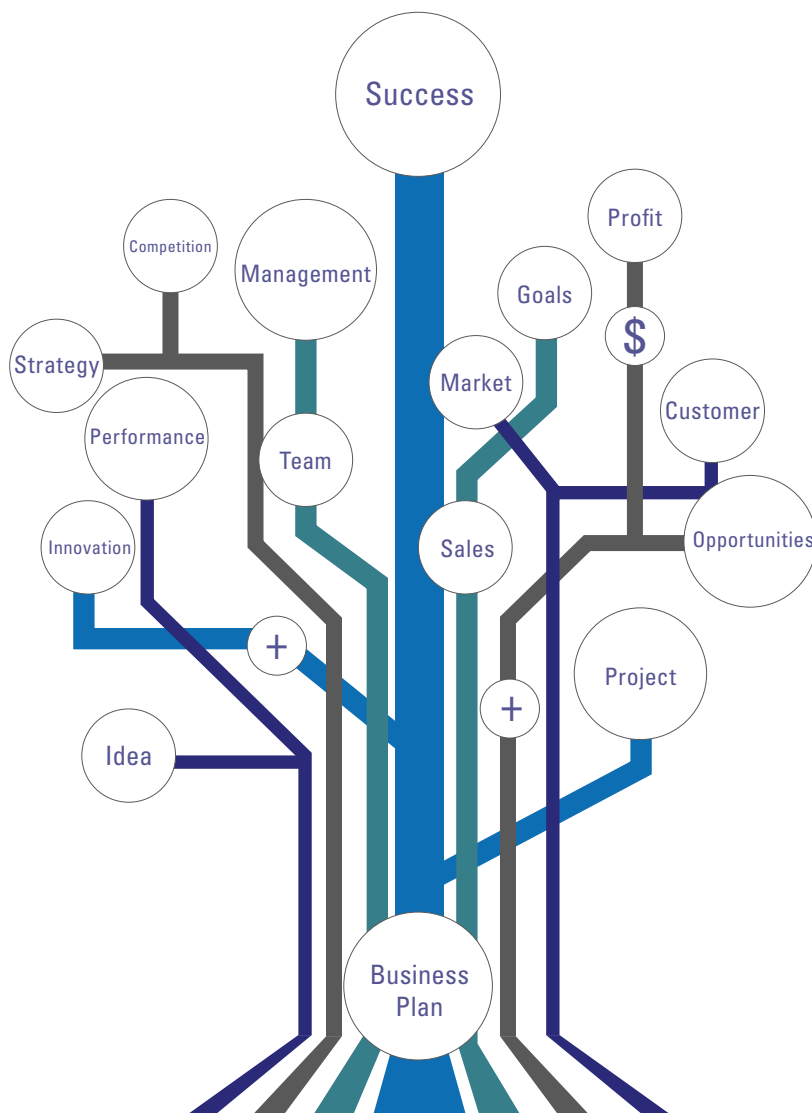 Success
Profit
Competition
Management
Goals
$
Strategy
Market
Customer
Performance
Team
Innovation
Sales
Opportunities
+
Project
+
Idea
Business
Plan